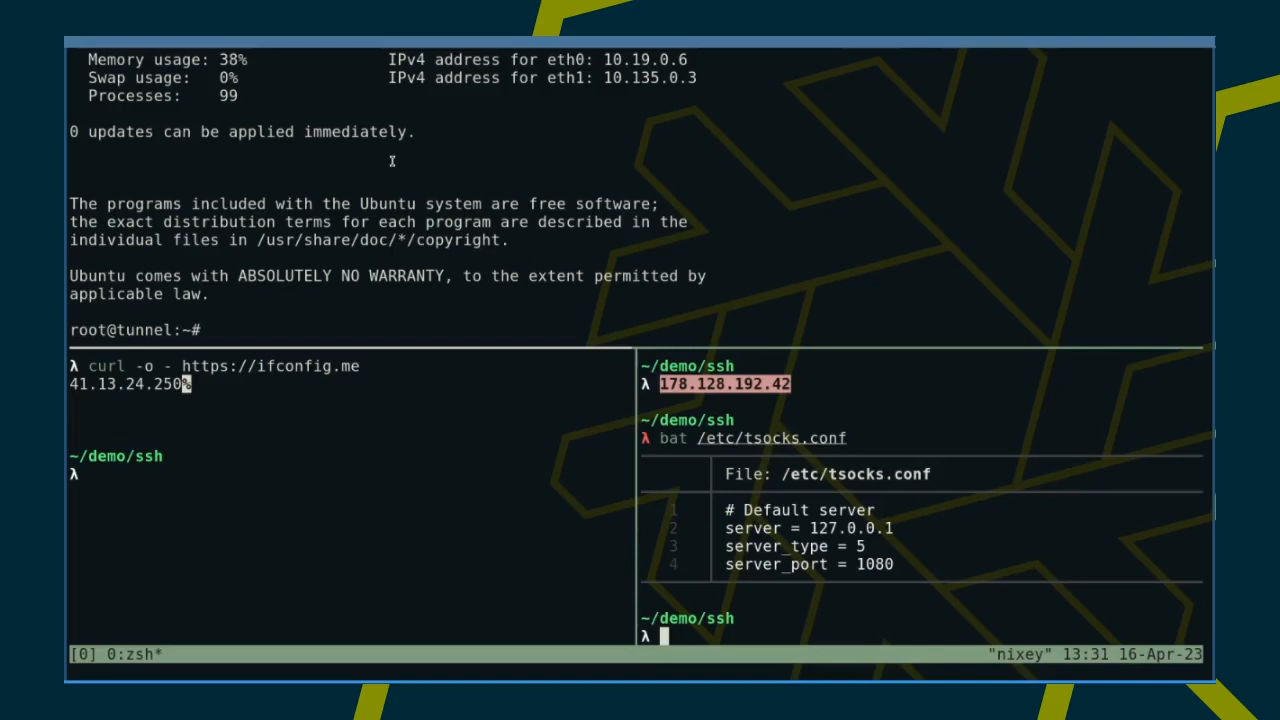 Memory usage: 38% IPv4 address for eth0: 10.19.0.6
Swap usage: 0% IPv4 address for eth1: 10.135.0.3
Processes: 99
0 updates can be applied immediately.
The programs included with the Ubuntu system are free software;
the exact distribution terms for each program are described in the
individual files in /usr/share/doc/*/copyright.
Ubuntu comes with ABSOLUTELY NO WARRANTY, to the extent permitted by
applicable law.
root@tunnel:~#
λ curl -o - https://ifconfig.me
41.13.24.250%
~/demo/ssh
λ
~/demo/ssh
λ 178.128.192.42
~/demo/ssh
λ bat /etc/tsocks.conf
File: /etc/tsocks.conf
1 # Default server
2 server = 127.0.0.1
3 server_type = 5
4 server_port = 1080
~/demo/ssh
λ
[0] 0:zsh* "nixey" 13:31 16-Apr-23